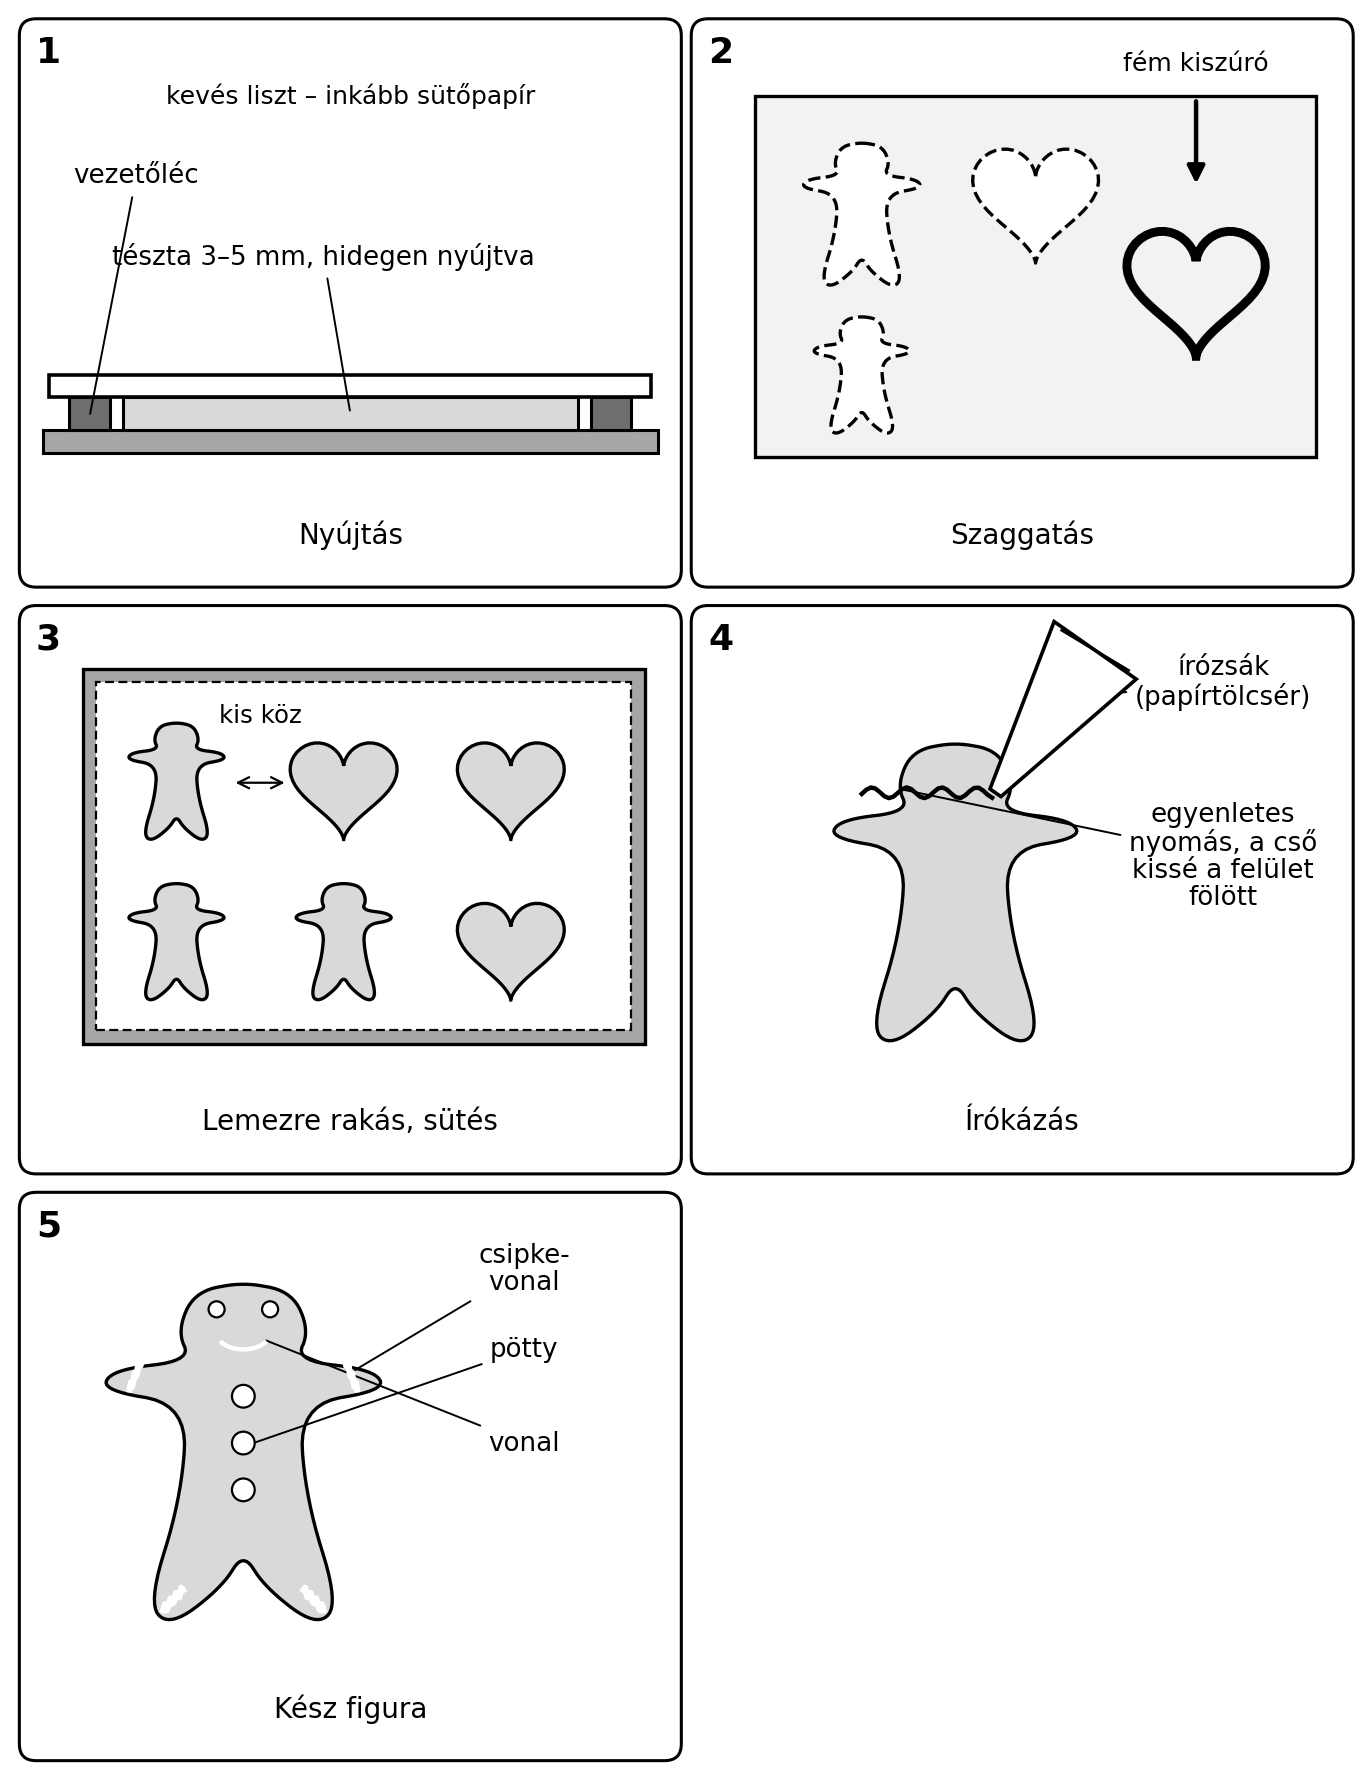 1
kevés liszt – inkább sütőpapír
vezetőléc
tészta 3–5 mm, hidegen nyújtva
Nyújtás
2
fém kiszúró
Szaggatás
3
kis köz
Lemezre rakás, sütés
4
írózsák
(papírtölcsér)
egyenletes
nyomás, a cső
kissé a felület
fölött
Írókázás
5
csipke-
vonal
pötty
vonal
Kész figura